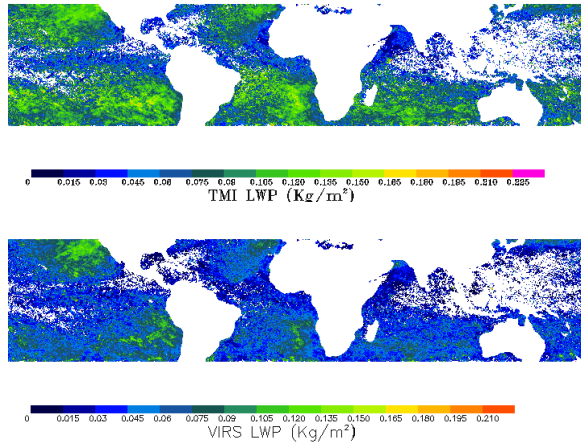 0 0.015 0.03 0.045 0.06 0.075 0.09 0.105 0.120 0.135 0.150 0.165 0.180 0.195 0.210 0.225
TMI LWP (Kg/m²)
0 0.015 0.03 0.045 0.06 0.075 0.09 0.105 0.120 0.135 0.150 0.165 0.180 0.195 0.210
VIRS LWP (Kg/m²)